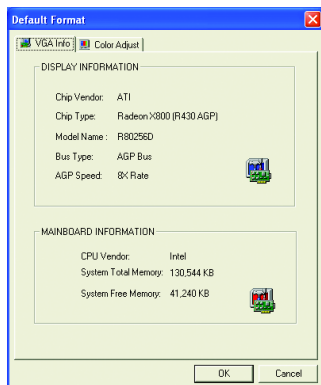 Default Format
VGA Info
Color Adjust
DISPLAY INFORMATION
Chip Vendor: ATI
Chip Type: Radeon X800 (R430 AGP)
Model Name : R80256D
Bus Type: AGP Bus
AGP Speed: 8X Rate
MAINBOARD INFORMATION
CPU Vendor: Intel
System Total Memory: 130,544 KB
System Free Memory: 41,240 KB
OK
Cancel